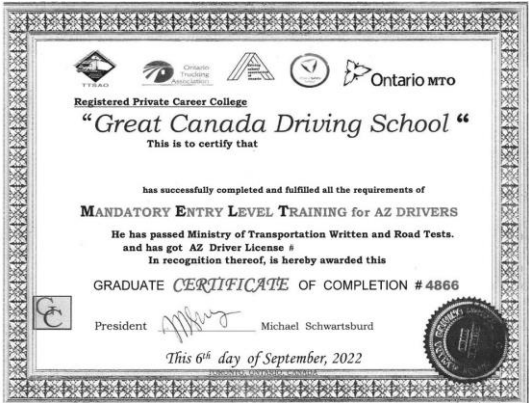 TTSAO
Ontario
Trucking
Association
Ontario MTO
Registered Private Career College
“Great Canada Driving School “
This is to certify that
has successfully completed and fulfilled all the requirements of
MANDATORY ENTRY LEVEL TRAINING for AZ DRIVERS
He has passed Ministry of Transportation Written and Road Tests.
and has got AZ Driver License #
In recognition thereof, is hereby awarded this
GRADUATE CERTIFICATE OF COMPLETION # 4866
GC
President Michael Schwartsburd
This 6th day of September, 2022
TORONTO, ONTARIO, CANADA